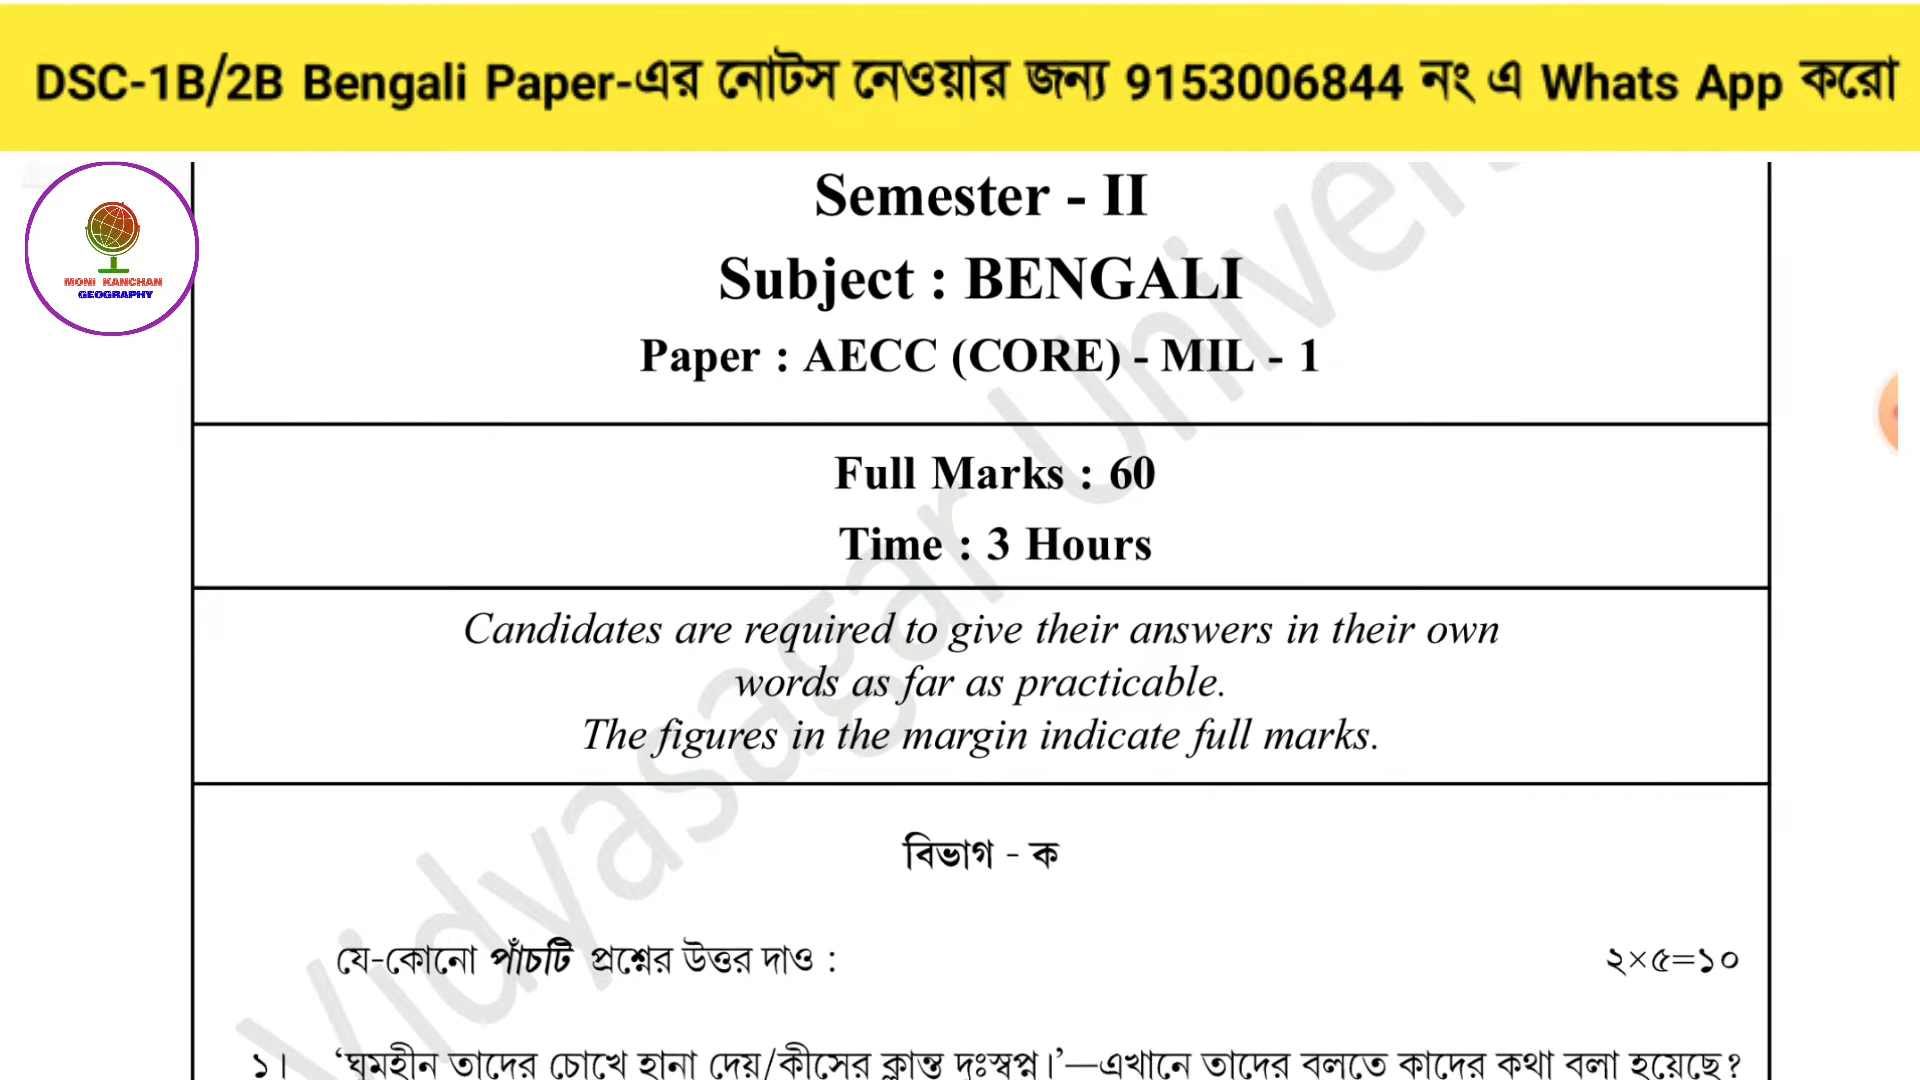 DSC-1B/2B Bengali Paper-এর নোটস নেওয়ার জন্য 9153006844 নং এ Whats App করো
MONI KANCHAN
GEOGRAPHY
Semester - II
Subject : BENGALI
Paper : AECC (CORE) - MIL - 1
Full Marks : 60
Time : 3 Hours
Candidates are required to give their answers in their own
words as far as practicable.
The figures in the margin indicate full marks.
বিভাগ - ক
যে-কোনো পাঁচটি প্রশ্নের উত্তর দাও : ২×৫=১০
১। ‘ঘুমহীন তাদের চোখে হানা দেয়/কীসের ক্লান্ত দুঃস্বপ্ন।’—এখানে তাদের বলতে কাদের কথা বলা হয়েছে?
Vidyasagar Univer